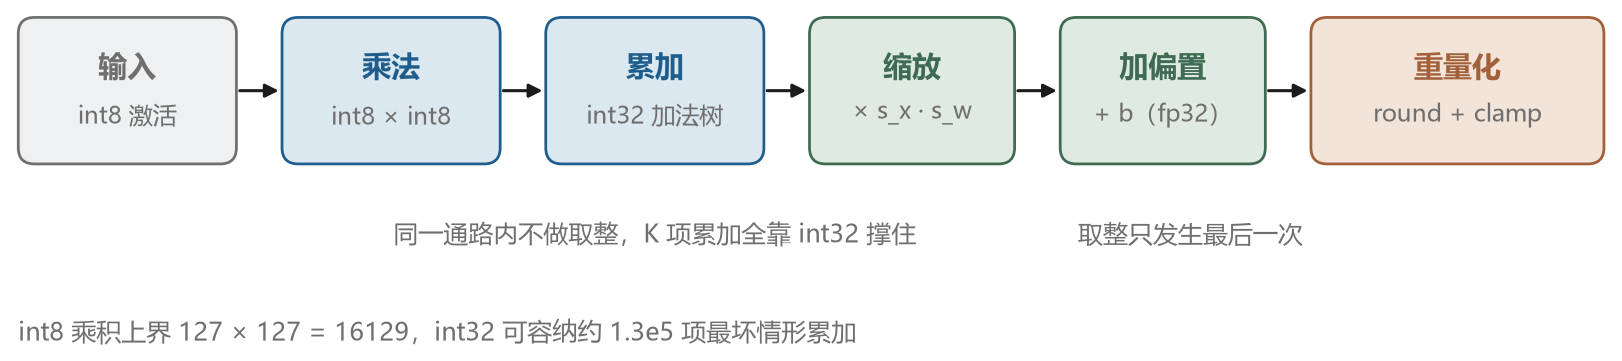 输入
int8 激活
乘法
int8 × int8
累加
int32 加法树
缩放
× s_x · s_w
加偏置
+ b（fp32）
重量化
round + clamp
同一通路内不做取整，K 项累加全靠 int32 撑住
取整只发生最后一次
int8 乘积上界 127 × 127 = 16129，int32 可容纳约 1.3e5 项最坏情形累加